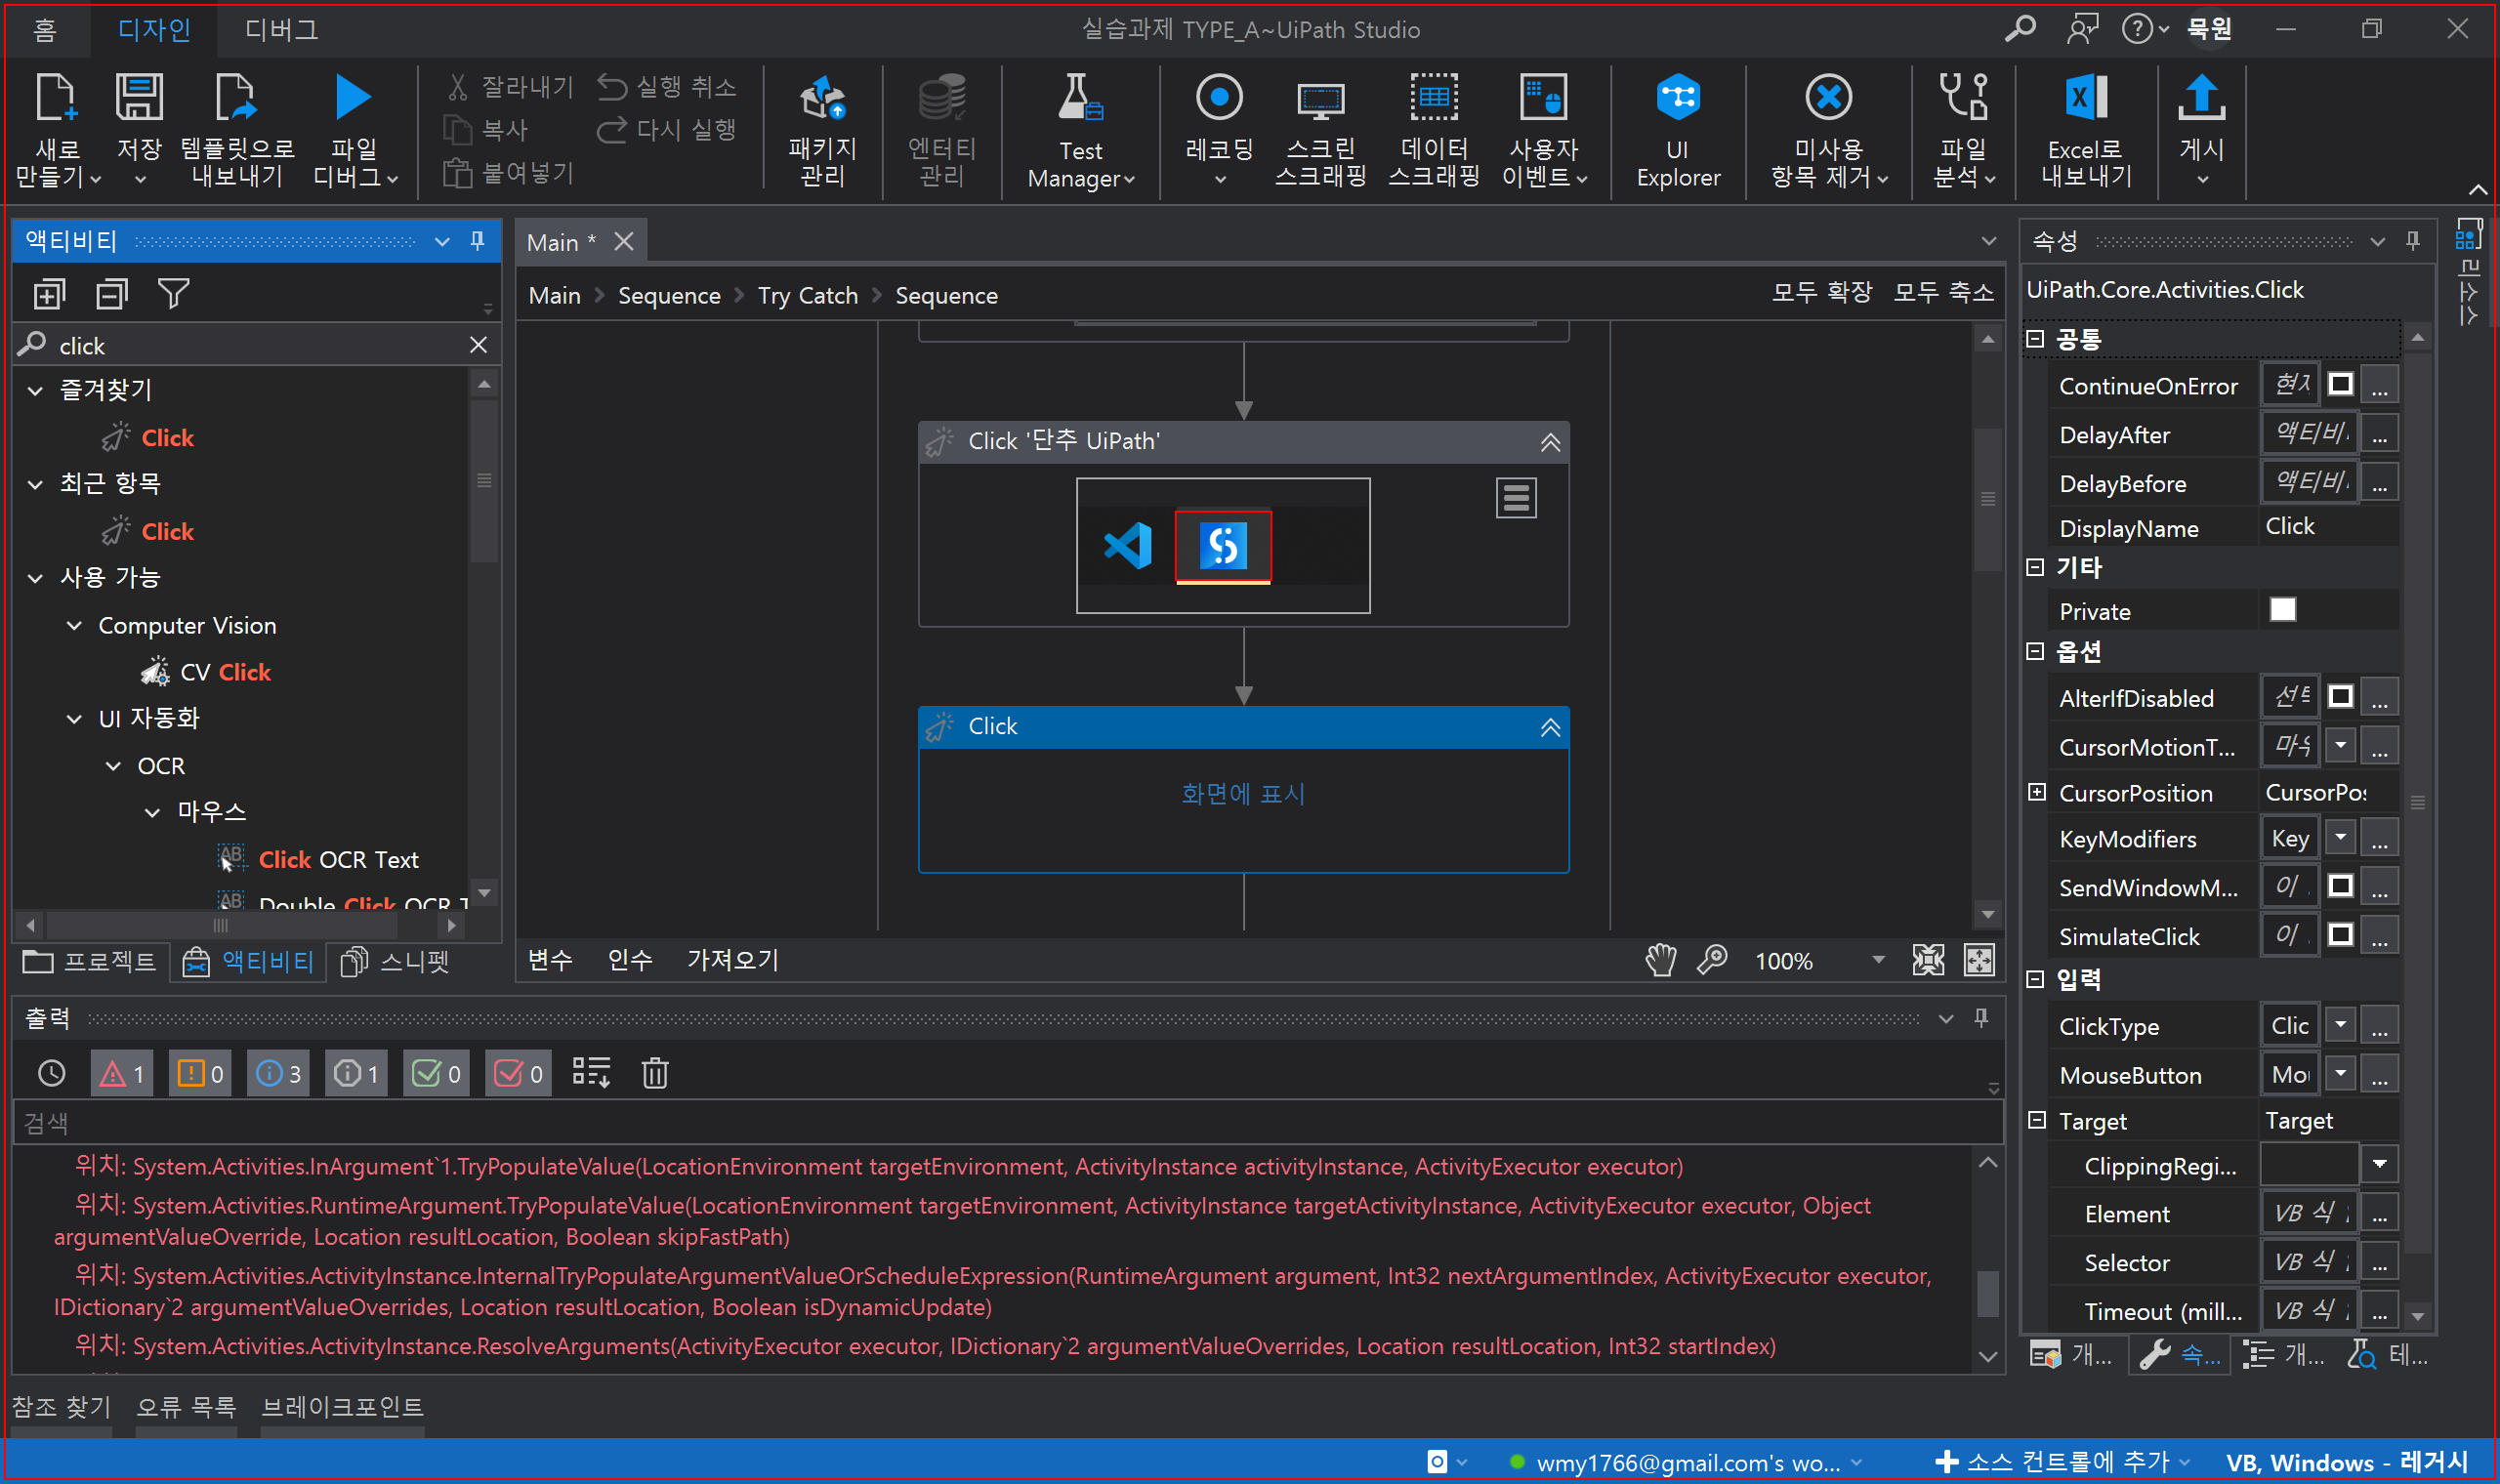 홈 디자인 디버그 실습과제 TYPE_A~UiPath Studio 묵원
새로 만들기
저장
템플릿으로 내보내기
파일 디버그
잘라내기
복사
붙여넣기
실행 취소
다시 실행
패키지 관리
엔터티 관리
Test Manager
레코딩
스크린 스크래핑
데이터 스크래핑
사용자 이벤트
UI Explorer
미사용 항목 제거
파일 분석
Excel로 내보내기
게시
액티비티
click
즐겨찾기
Click
최근 항목
Click
사용 가능
Computer Vision
CV Click
UI 자동화
OCR
마우스
Click OCR Text
Double Click OCR T
프로젝트 액티비티 스니펫
Main *
Main Sequence Try Catch Sequence 모두 확장 모두 축소
Click '단추 UiPath'
Click
화면에 표시
변수 인수 가져오기 100%
출력
1 0 3 1 0 0
검색
위치: System.Activities.InArgument`1.TryPopulateValue(LocationEnvironment targetEnvironment, ActivityInstance activityInstance, ActivityExecutor executor)
위치: System.Activities.RuntimeArgument.TryPopulateValue(LocationEnvironment targetEnvironment, ActivityInstance targetActivityInstance, ActivityExecutor executor, Object
argumentValueOverride, Location resultLocation, Boolean skipFastPath)
위치: System.Activities.ActivityInstance.InternalTryPopulateArgumentValueOrScheduleExpression(RuntimeArgument argument, Int32 nextArgumentIndex, ActivityExecutor executor,
IDictionary`2 argumentValueOverrides, Location resultLocation, Boolean isDynamicUpdate)
위치: System.Activities.ActivityInstance.ResolveArguments(ActivityExecutor executor, IDictionary`2 argumentValueOverrides, Location resultLocation, Int32 startIndex)
참조 찾기 오류 목록 브레이크포인트
속성
리소스
UiPath.Core.Activities.Click
공통
ContinueOnError ...
DelayAfter 액티비 ...
DelayBefore 액티비 ...
DisplayName Click
기타
Private
옵션
AlterIfDisabled ...
CursorMotionT... ...
CursorPosition CursorPos
KeyModifiers Key ...
SendWindowM... 이 ...
SimulateClick 이 ...
입력
ClickType Clic ...
MouseButton Mou ...
Target Target
ClippingRegi...
Element VB 식 ...
Selector VB 식 ...
Timeout (mill... VB 식 ...
개... 속... 개... 테...
wmy1766@gmail.com's wo... 소스 컨트롤에 추가 VB, Windows - 레거시